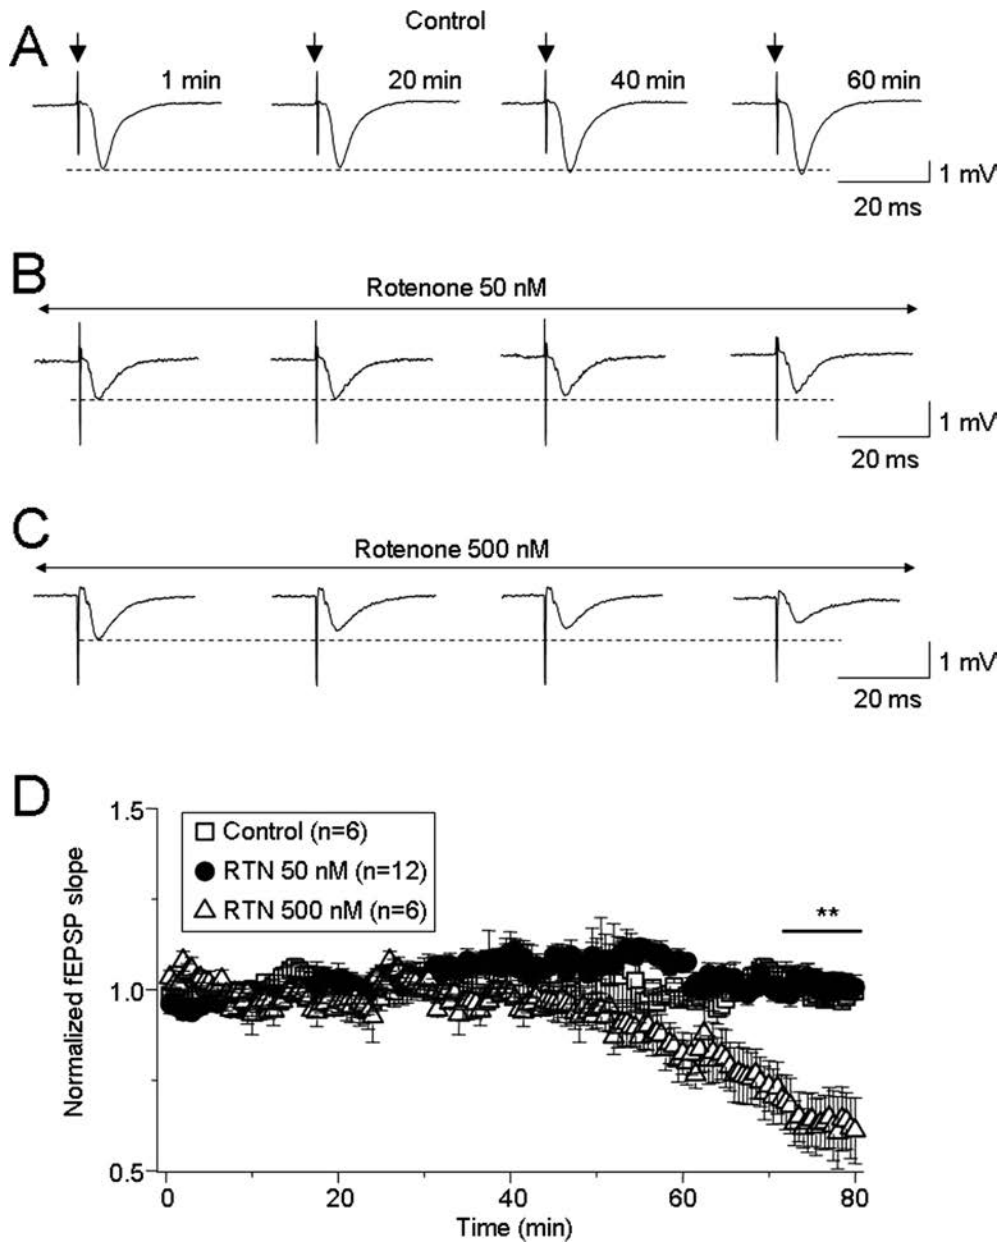 A
Control
1 min
20 min
40 min
60 min
1 mV
20 ms
B
Rotenone 50 nM
1 mV
20 ms
C
Rotenone 500 nM
1 mV
20 ms
D
Normalized fEPSP slope
1.5
1.0
0.5
Control (n=6)
RTN 50 nM (n=12)
RTN 500 nM (n=6)
**
0
20
40
60
80
Time (min)